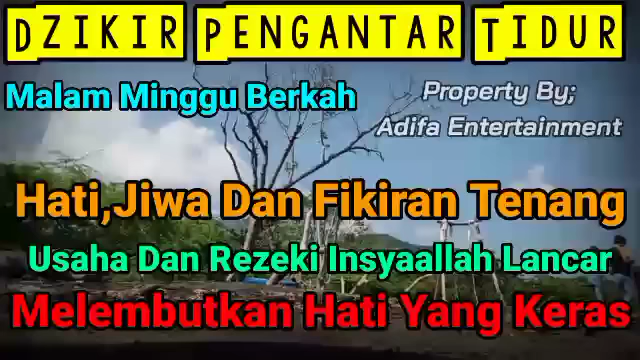 Dzikir Pengantar Tidur
Malam Minggu Berkah
Property By;
Adifa Entertainment
Hati,Jiwa Dan Fikiran Tenang
Usaha Dan Rezeki Insyaallah Lancar
Melembutkan Hati Yang Keras